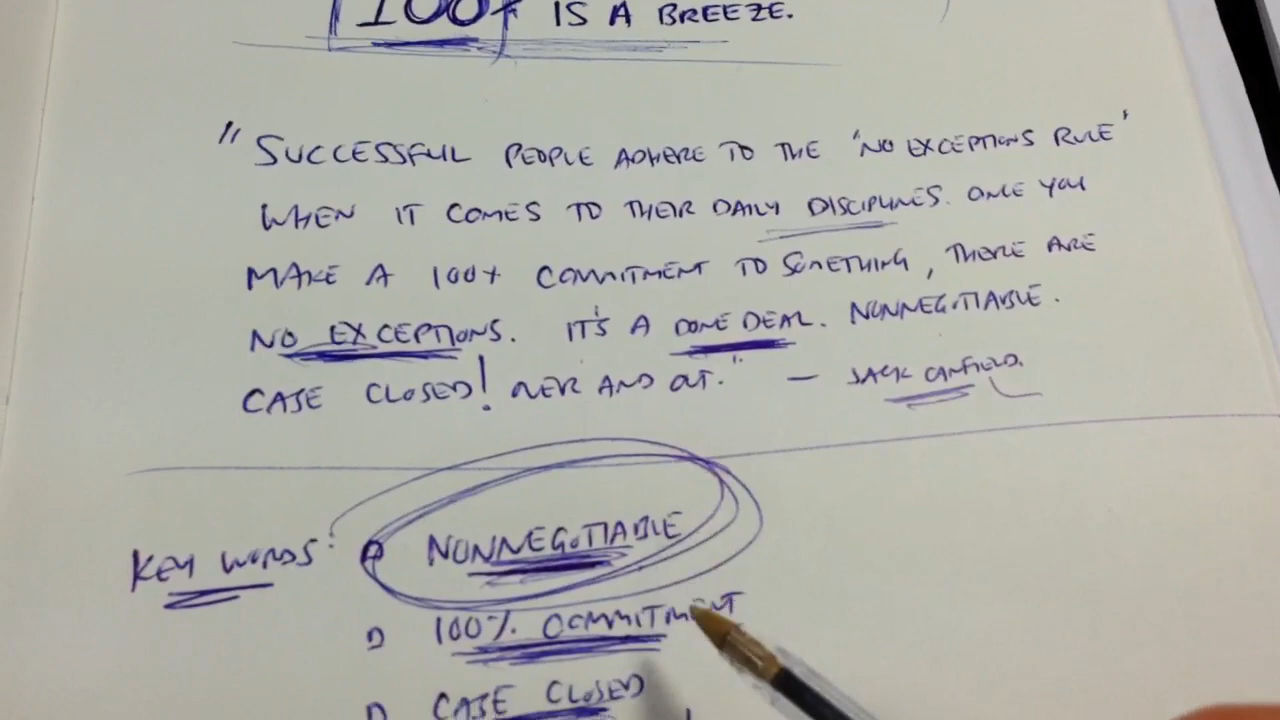 100% IS A BREEZE.
"SUCCESSFUL PEOPLE ADHERE TO THE 'NO EXCEPTIONS RULE'
WHEN IT COMES TO THEIR DAILY DISCIPLINES. ONCE YOU
MAKE A 100% COMMITMENT TO SOMETHING, THERE ARE
NO EXCEPTIONS. IT'S A DONE DEAL. NONNEGOTIABLE.
CASE CLOSED! OVER AND OUT." — JACK CANFIELD.
KEY WORDS: NONNEGOTIABLE
100% COMMITMENT
CASE CLOSED